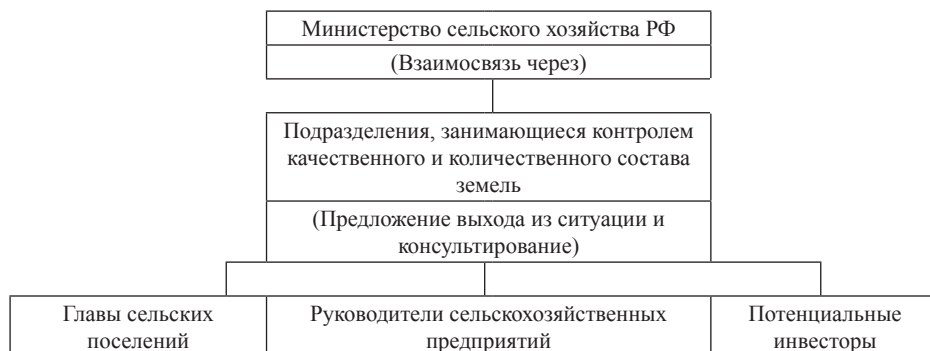 Министерство сельского хозяйства РФ
(Взаимосвязь через)
Подразделения, занимающиеся контролем
качественного и количественного состава
земель
(Предложение выхода из ситуации и
консультирование)
Главы сельских
поселений
Руководители сельскохозяйственных
предприятий
Потенциальные
инвесторы